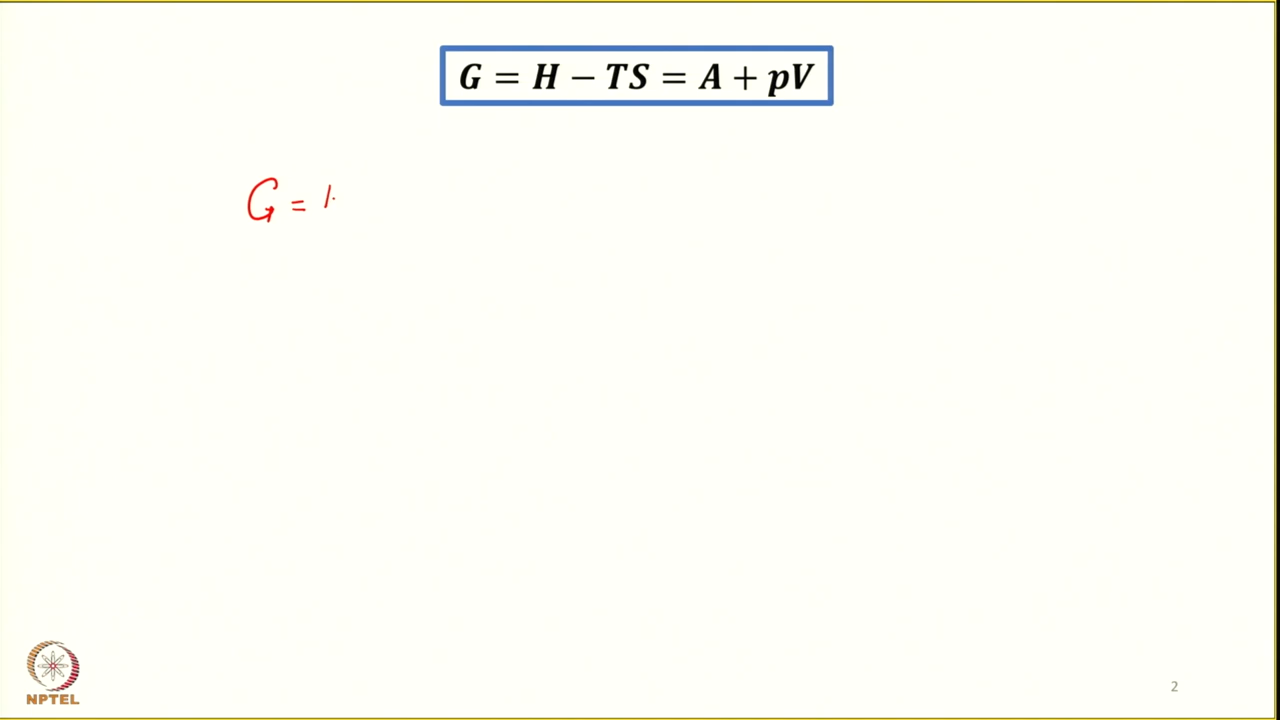 G = H − TS = A + pV
G =
NPTEL
2